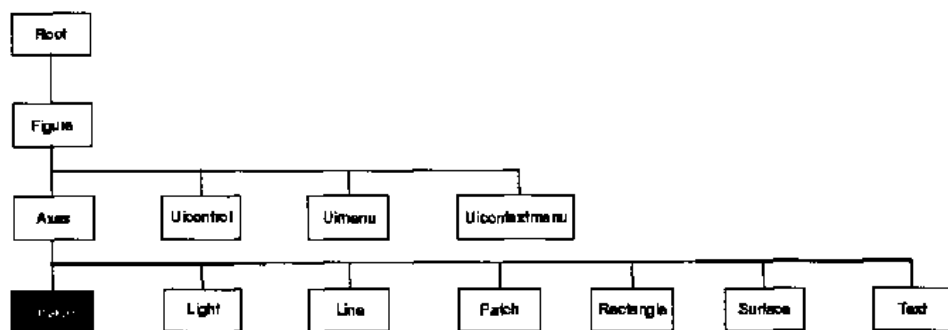 Root
Figure
Axes Uicontrol Uimenu Uicontextmenu
Light Line Patch Rectangle Surface Text